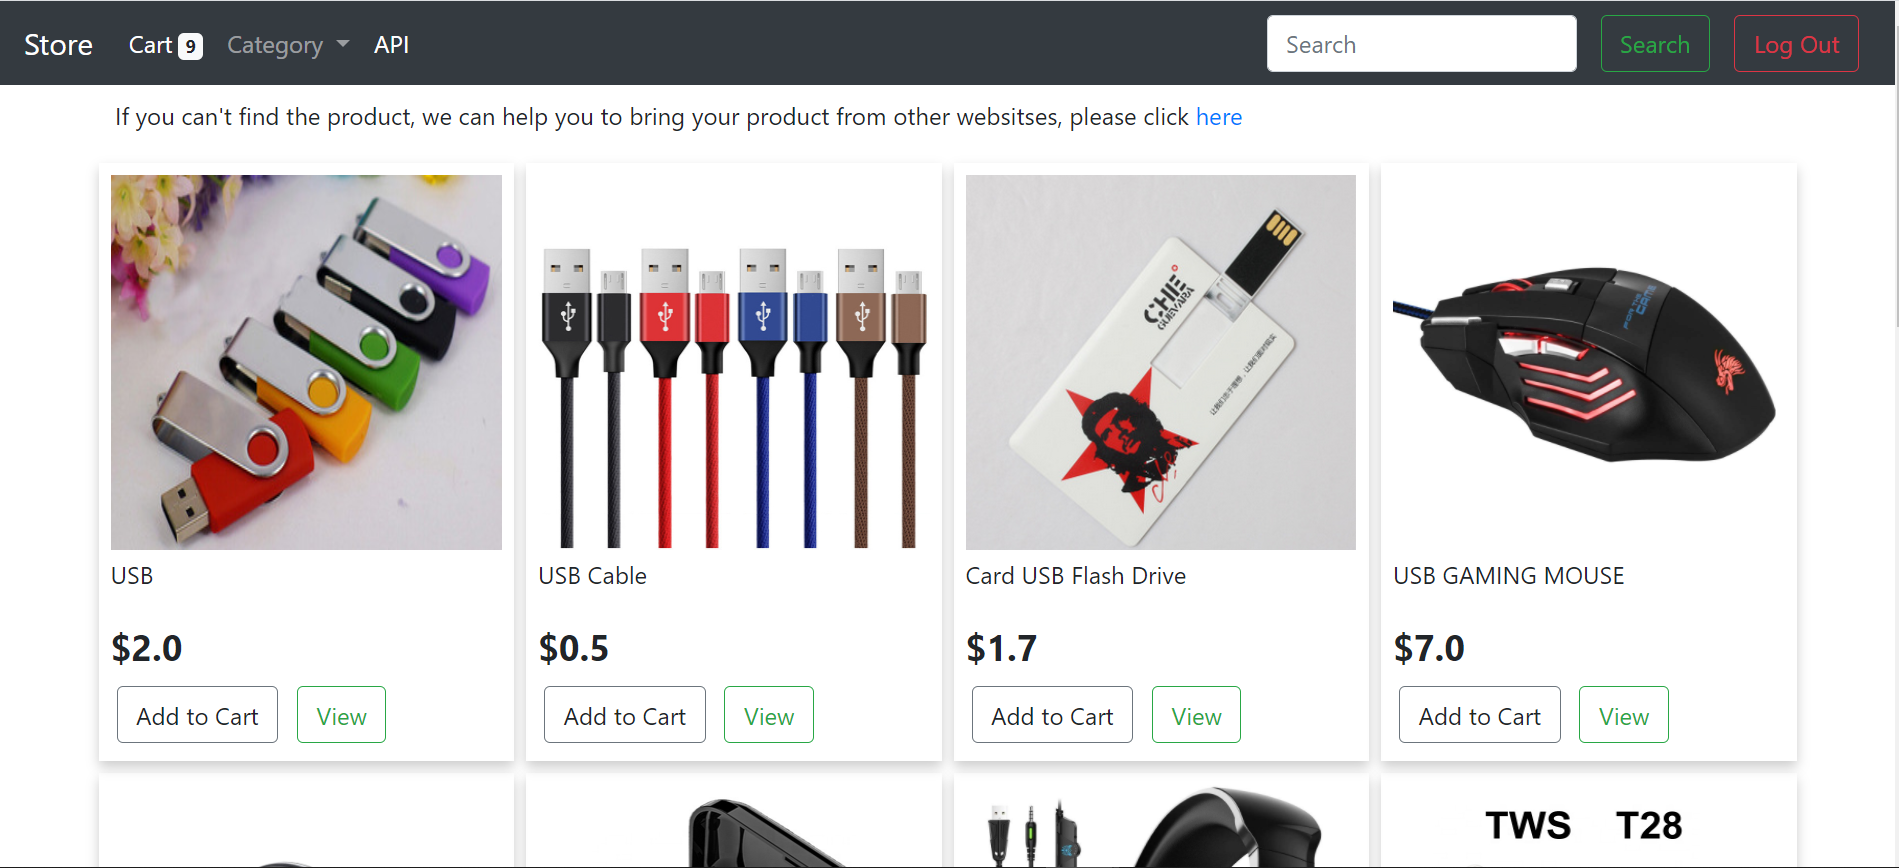 Store
Cart 9
Category
API
Search
Search
Log Out
If you can't find the product, we can help you to bring your product from other websitses, please click here
CHE
GUEVARA
USB
$2.0
Add to Cart
View
USB Cable
$0.5
Add to Cart
View
Card USB Flash Drive
$1.7
Add to Cart
View
USB GAMING MOUSE
$7.0
Add to Cart
View
TWS T28